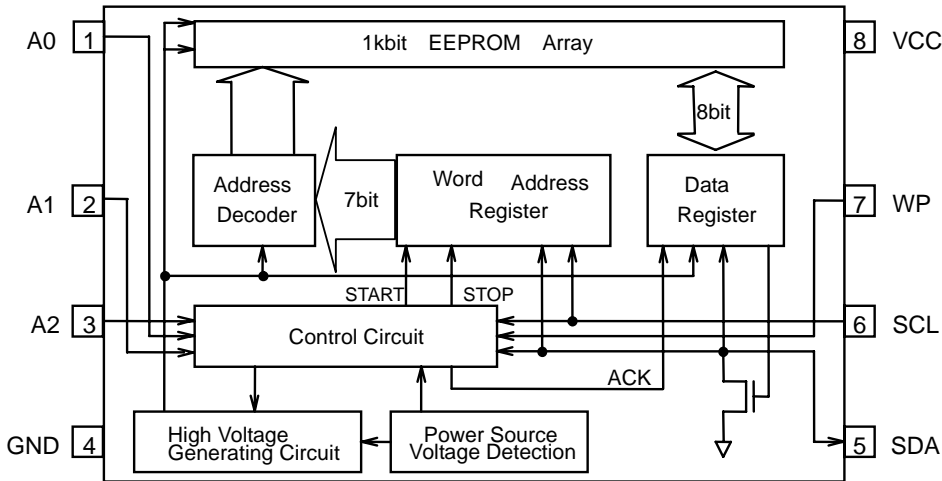 A0 1 1kbit EEPROM Array 8 VCC
8bit
A1 2 Address Decoder 7bit Word Address Register Data Register 7 WP
START STOP
A2 3 Control Circuit 6 SCL
ACK
GND 4 High Voltage Generating Circuit Power Source Voltage Detection 5 SDA